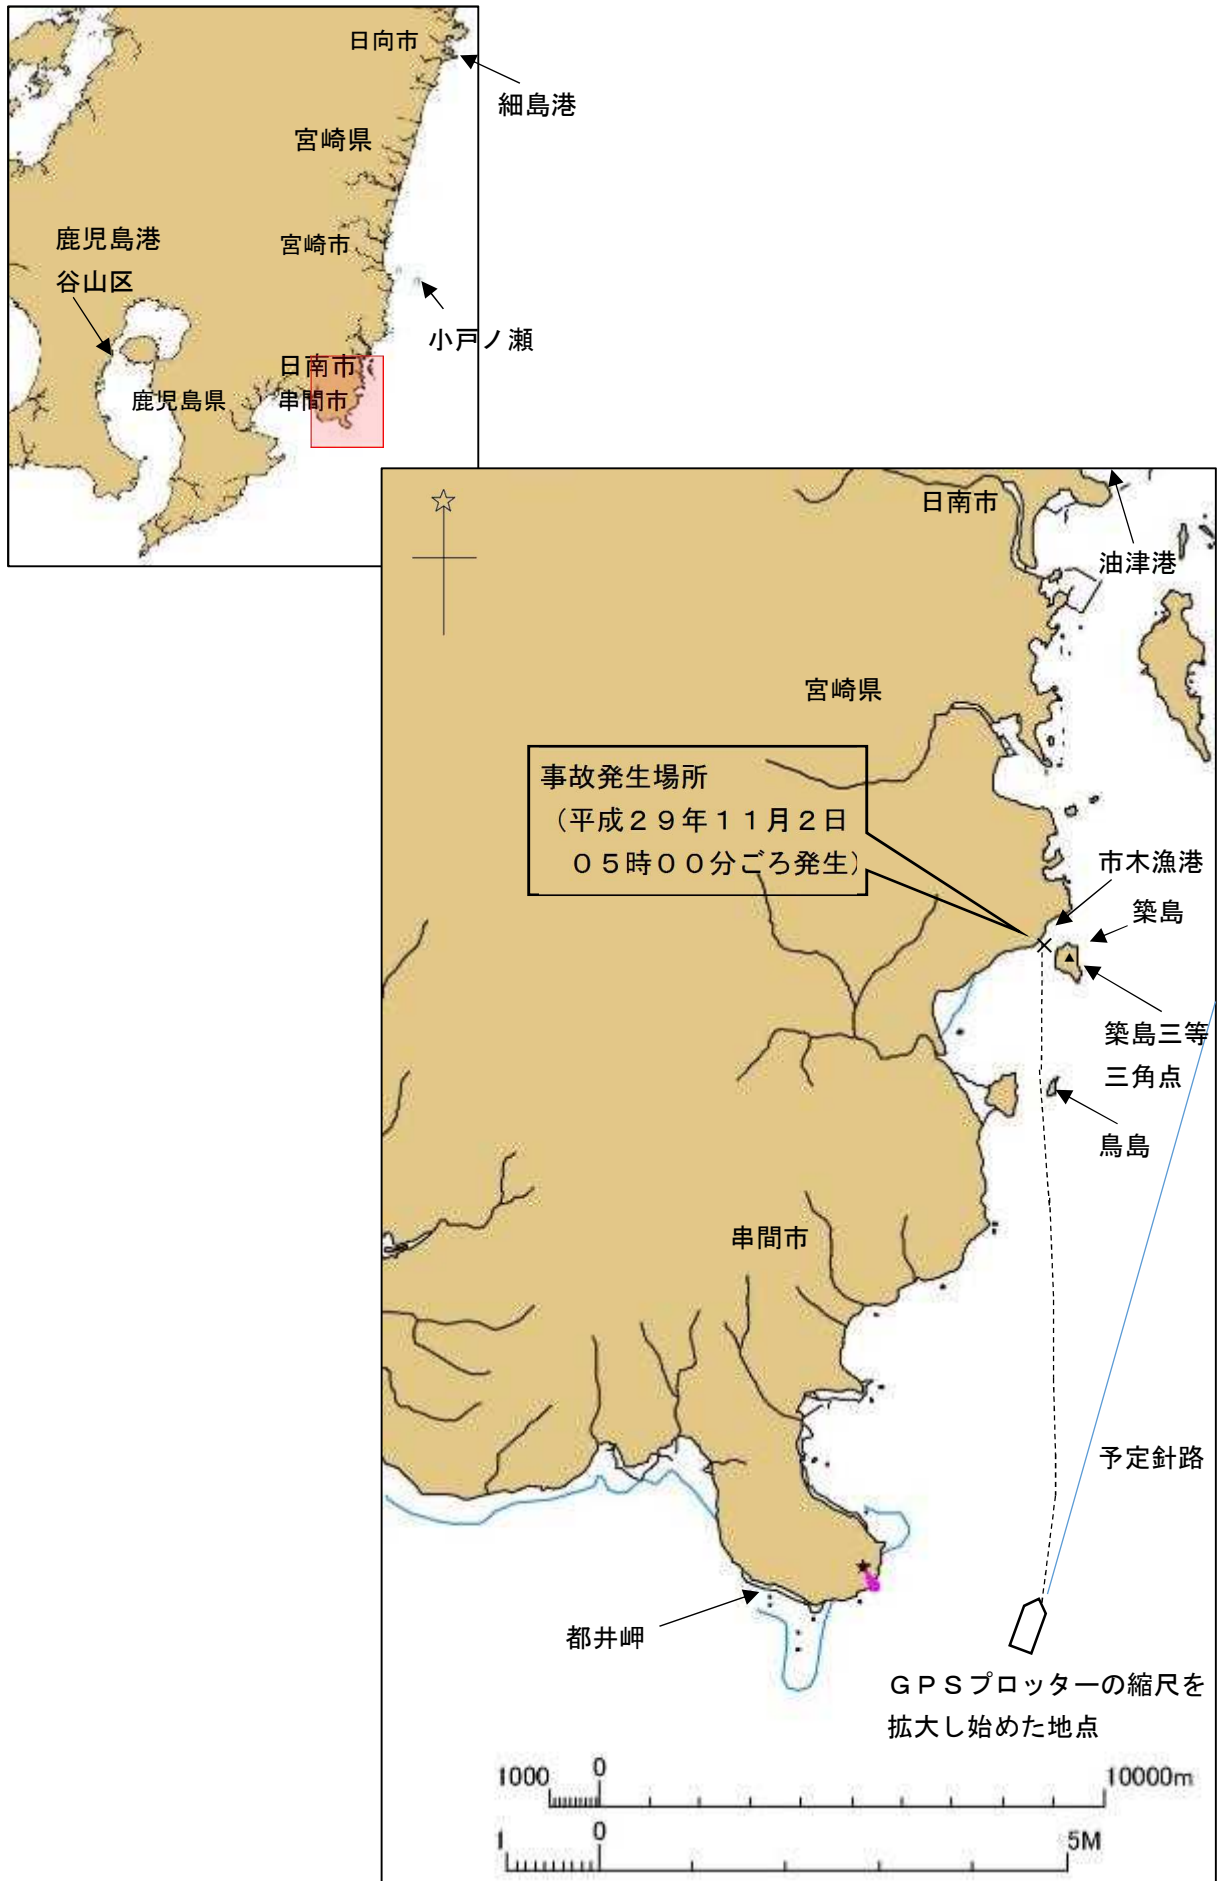 日向市
細島港
宮崎県
鹿児島港
谷山区
宮崎市
小戸ノ瀬
日南市
鹿児島県
串間市
日南市
油津港
宮崎県
事故発生場所
（平成２９年１１月２日
０５時００分ごろ発生）
市木漁港
築島
築島三等
三角点
鳥島
串間市
予定針路
都井岬
ＧＰＳプロッターの縮尺を
拡大し始めた地点
1000 0 10000m
1 0 5M